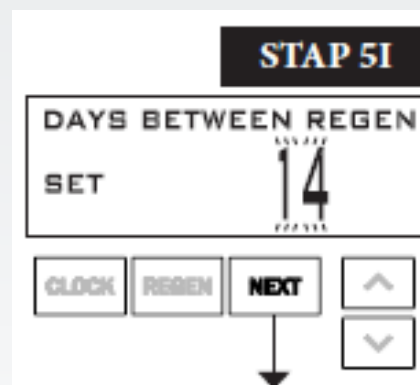 STAP 5I
DAYS BETWEEN REGEN
SET 14
CLOCK REGEN NEXT